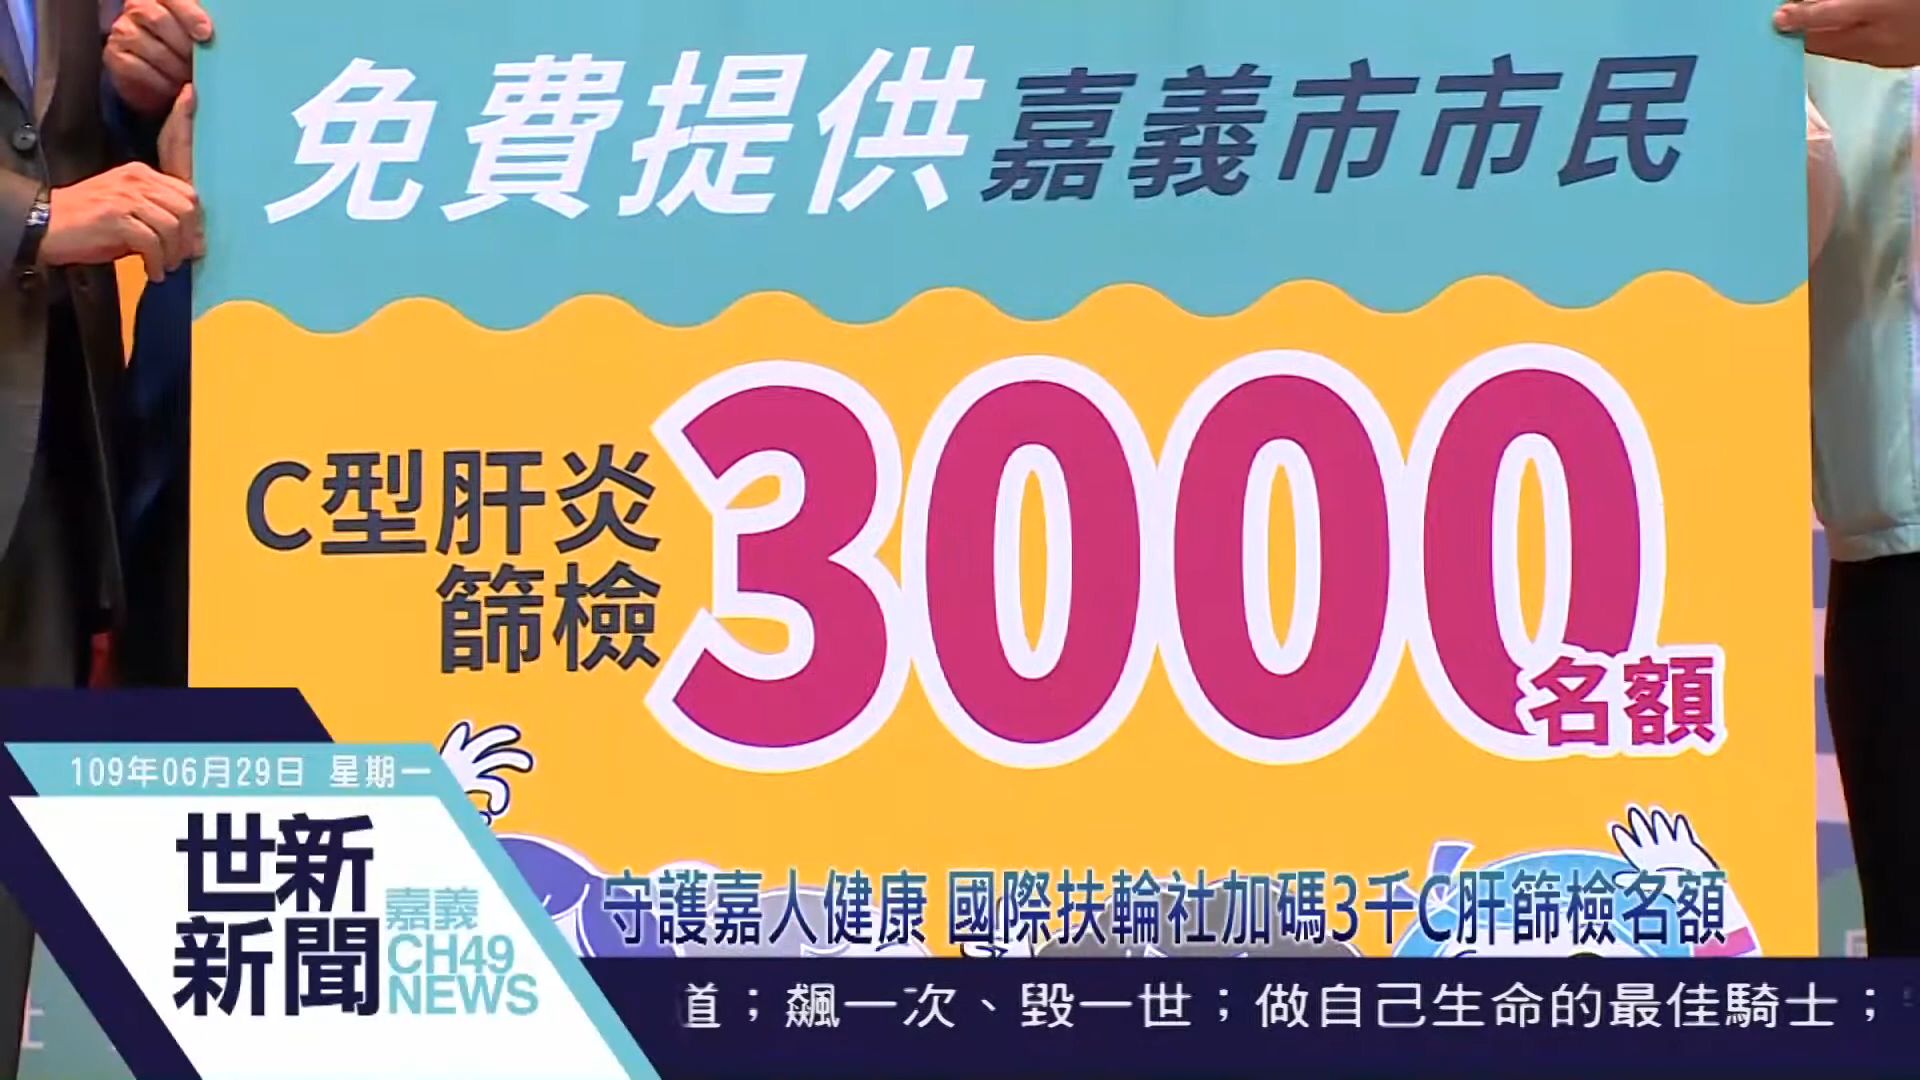 免費提供嘉義市市民
C型肝炎
篩檢
3000
名額
109年06月29日 星期一
世新
新聞
嘉義
CH49
NEWS
守護嘉人健康 國際扶輪社加碼3千C肝篩檢名額
道；飆一次、毀一世；做自己生命的最佳騎士；